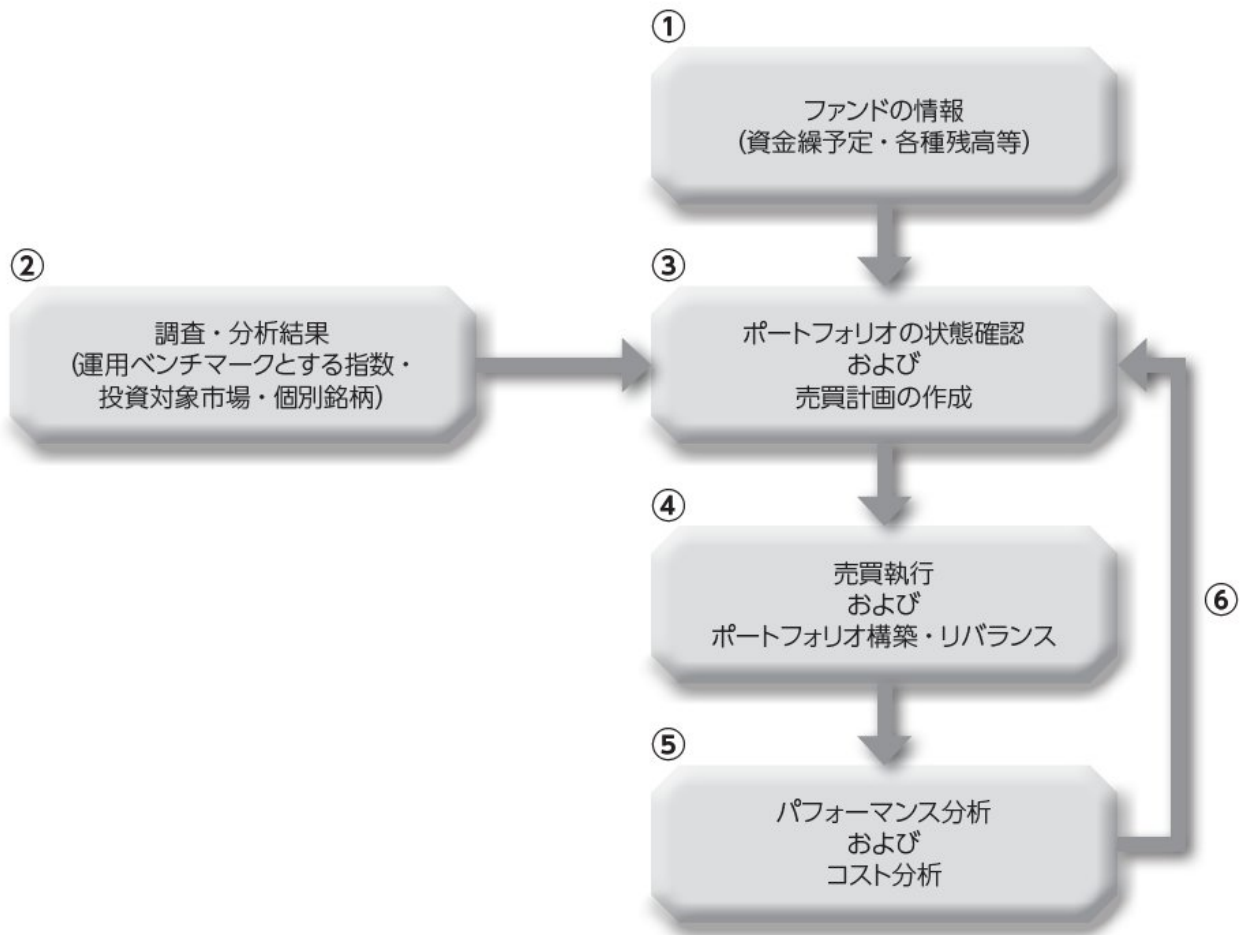 ①
ファンドの情報
(資金繰予定・各種残高等)
②
調査・分析結果
(運用ベンチマークとする指数・
投資対象市場・個別銘柄)
③
ポートフォリオの状態確認
および
売買計画の作成
④
売買執行
および
ポートフォリオ構築・リバランス
⑥
⑤
パフォーマンス分析
および
コスト分析